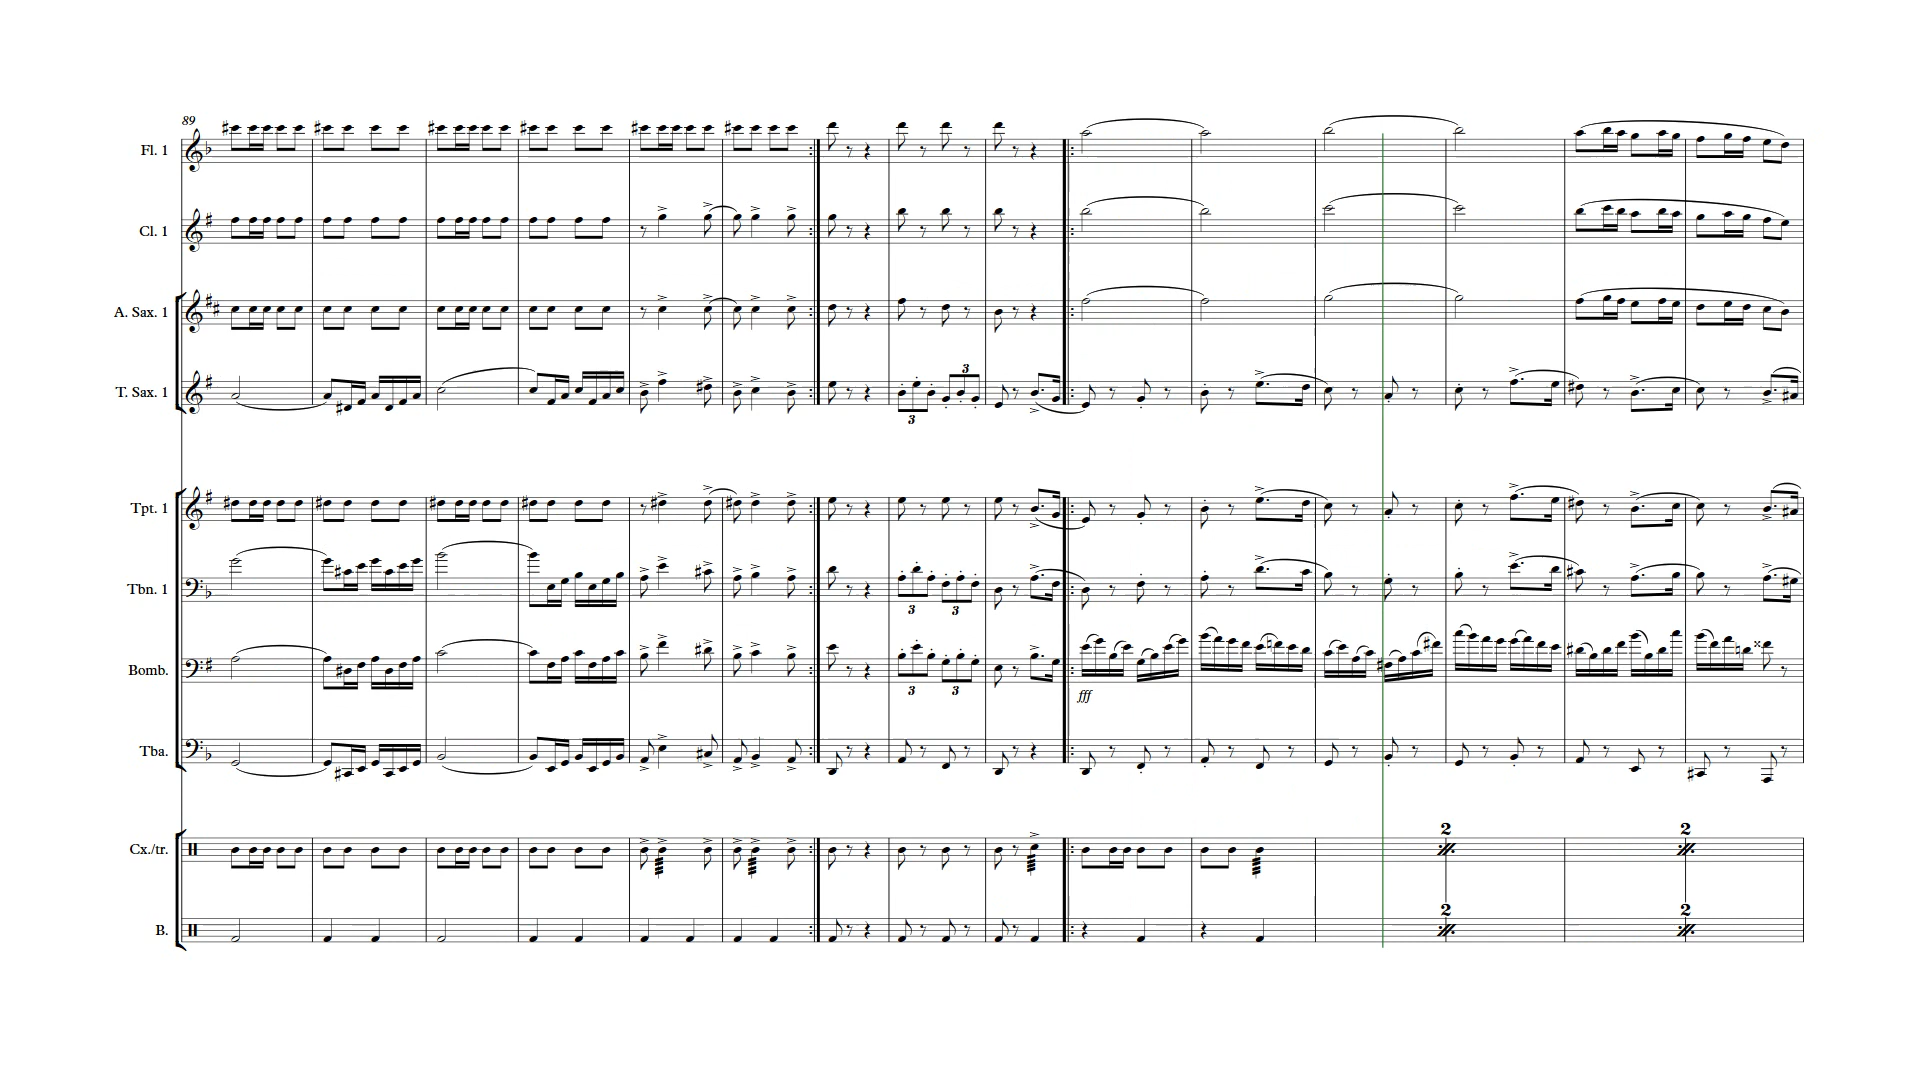 89
Fl. 1
Cl. 1
A. Sax. 1
T. Sax. 1
3
3
Tpt. 1
Tbn. 1
3 3
Bomb.
3 3
fff
Tba.
Cx./tr.
2 2
B.
2 2